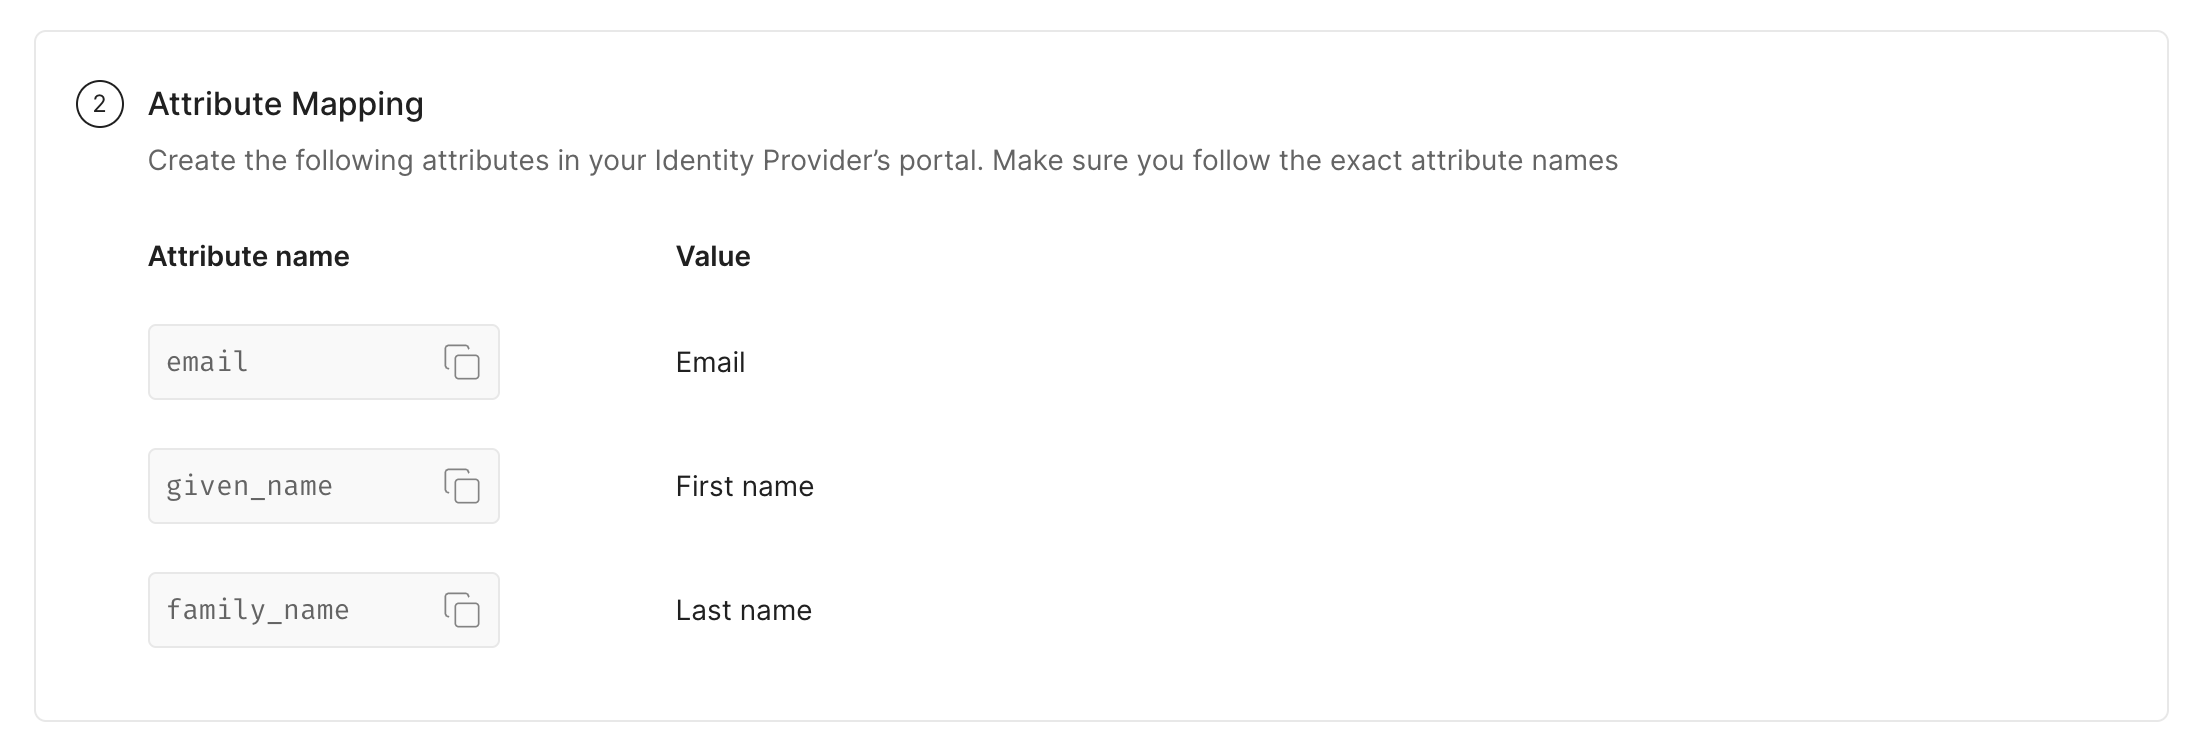 2 Attribute Mapping
Create the following attributes in your Identity Provider’s portal. Make sure you follow the exact attribute names
Attribute name Value
email Email
given_name First name
family_name Last name